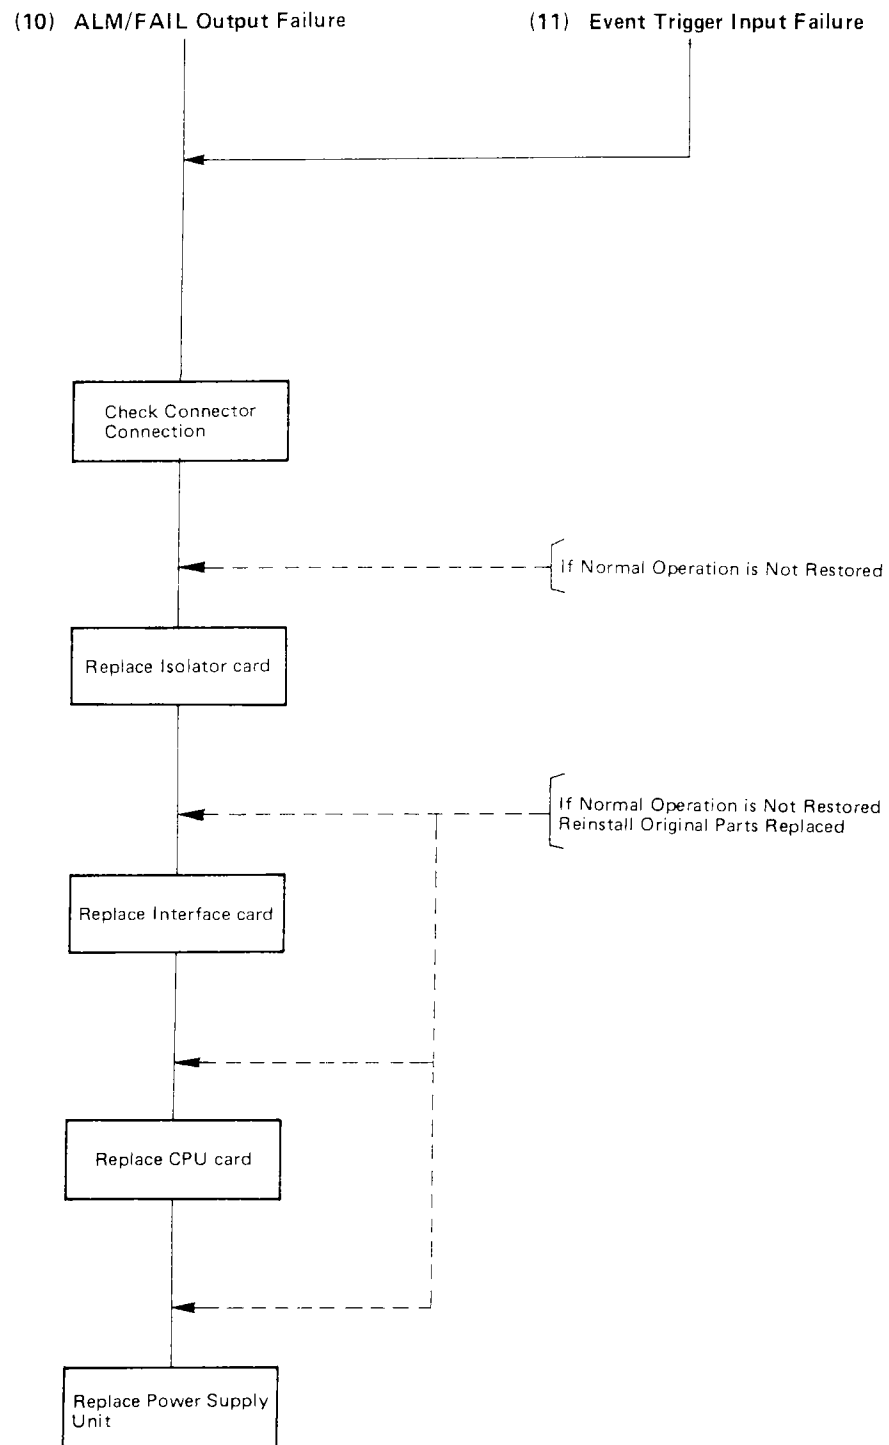 (10) ALM/FAIL Output Failure
(11) Event Trigger Input Failure
Check Connector
Connection
If Normal Operation is Not Restored
Replace Isolator card
If Normal Operation is Not Restored
Reinstall Original Parts Replaced
Replace Interface card
Replace CPU card
Replace Power Supply
Unit